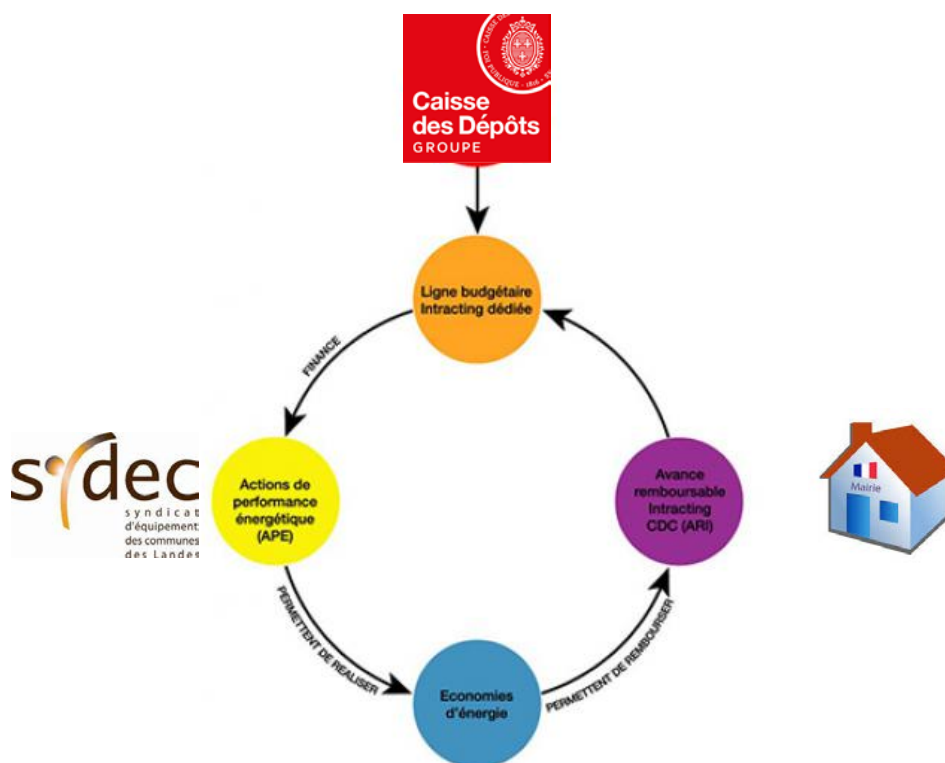 Caisse
des Dépôts
GROUPE
Ligne budgétaire
Intracting dédiée
FINANCE
sydec
syndicat
d'équipement
des communes
des Landes
Actions de
performance
énergétique
(APE)
Avance
remboursable
Intracting
CDC (ARI)
Mairie
PERMETTENT DE RÉALISER
PERMETTENT DE REMBOURSER
Economies
d'énergie